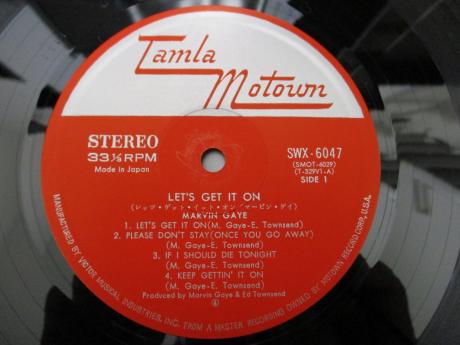 Tamla
Motown
STEREO
33⅓RPM
Made in Japan
SWX-6047
(SMOT-6029)
(T-329V1-A)
SIDE 1
LET'S GET IT ON
(レッツ・ゲット・イット・オン/マービン・ゲイ)
MARVIN GAYE
1. LET'S GET IT ON(M. Gaye-E. Townsend)
2. PLEASE DON'T STAY(ONCE YOU GO AWAY)
(M. Gaye-E. Townsend)
3. IF I SHOULD DIE TONIGHT
(M. Gaye-E. Townsend)
4. KEEP GETTIN' IT ON
(M. Gaye-E. Townsend)
Produced by Marvin Gaye & Ed Townsend
MANUFACTURED BY VICTOR MUSICAL INDUSTRIES, INC. FROM A MASTER RECORDING OWNED BY MOTOWN RECORD CORP., U.S.A.